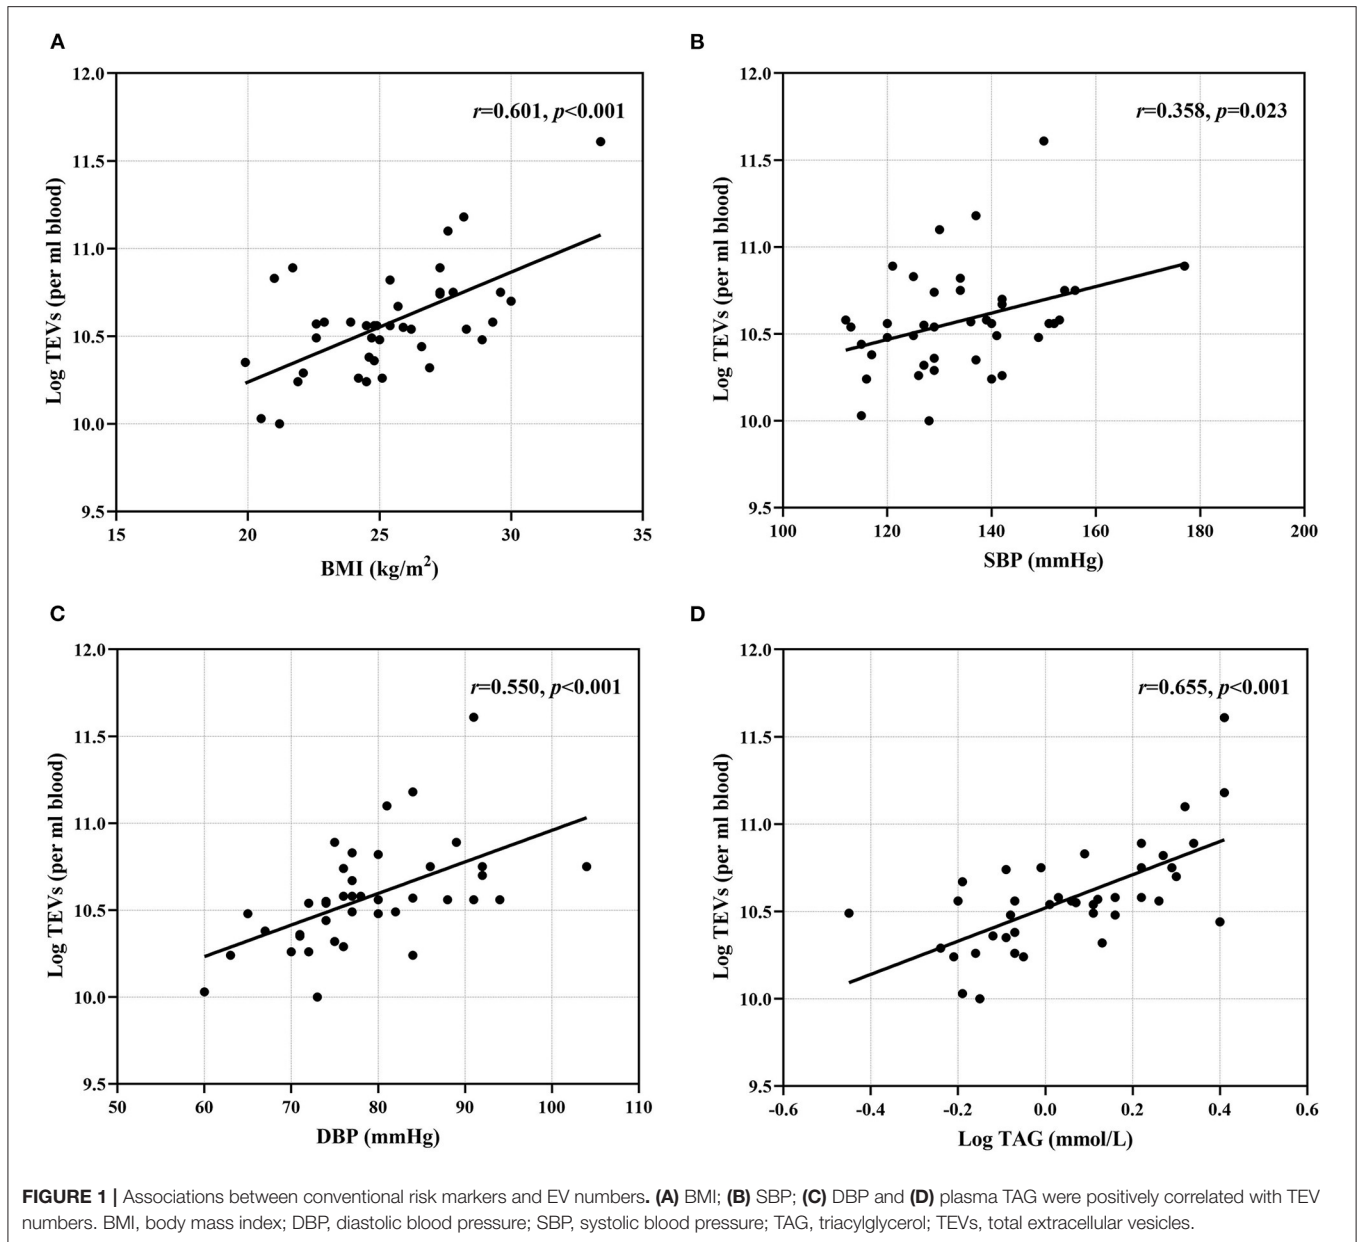 A
12.0
11.5
11.0
10.5
10.0
9.5
Log TEVs (per ml blood)
r=0.601, p<0.001
15 20 25 30 35
BMI (kg/m²)
B
12.0
11.5
11.0
10.5
10.0
9.5
Log TEVs (per ml blood)
r=0.358, p=0.023
100 120 140 160 180 200
SBP (mmHg)
C
12.0
11.5
11.0
10.5
10.0
9.5
Log TEVs (per ml blood)
r=0.550, p<0.001
50 60 70 80 90 100 110
DBP (mmHg)
D
12.0
11.5
11.0
10.5
10.0
9.5
Log TEVs (per ml blood)
r=0.655, p<0.001
-0.6 -0.4 -0.2 0.0 0.2 0.4 0.6
Log TAG (mmol/L)
FIGURE 1 | Associations between conventional risk markers and EV numbers. (A) BMI; (B) SBP; (C) DBP and (D) plasma TAG were positively correlated with TEV
numbers. BMI, body mass index; DBP, diastolic blood pressure; SBP, systolic blood pressure; TAG, triacylglycerol; TEVs, total extracellular vesicles.